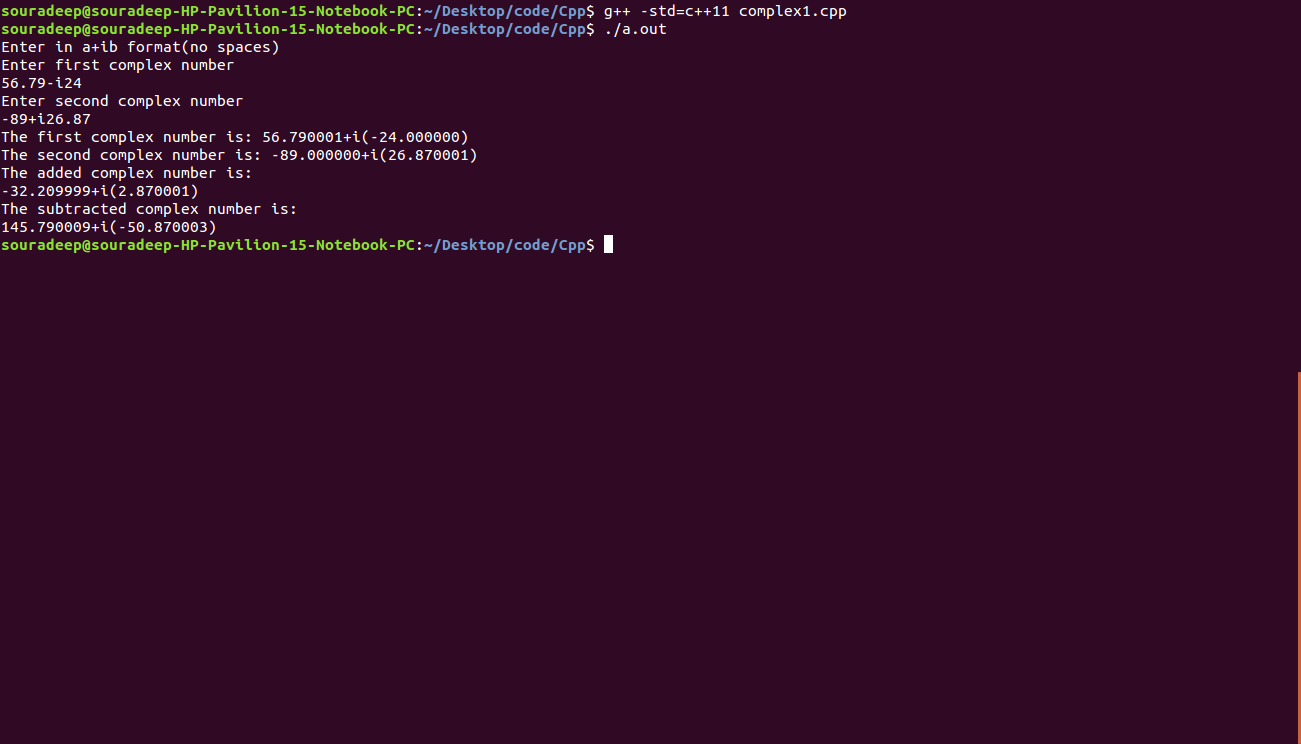 souradeep@souradeep-HP-Pavilion-15-Notebook-PC:~/Desktop/code/Cpp$ g++ -std=c++11 complex1.cpp
souradeep@souradeep-HP-Pavilion-15-Notebook-PC:~/Desktop/code/Cpp$ ./a.out
Enter in a+ib format(no spaces)
Enter first complex number
56.79-i24
Enter second complex number
-89+i26.87
The first complex number is: 56.790001+i(-24.000000)
The second complex number is: -89.000000+i(26.870001)
The added complex number is:
-32.209999+i(2.870001)
The subtracted complex number is:
145.790009+i(-50.870003)
souradeep@souradeep-HP-Pavilion-15-Notebook-PC:~/Desktop/code/Cpp$